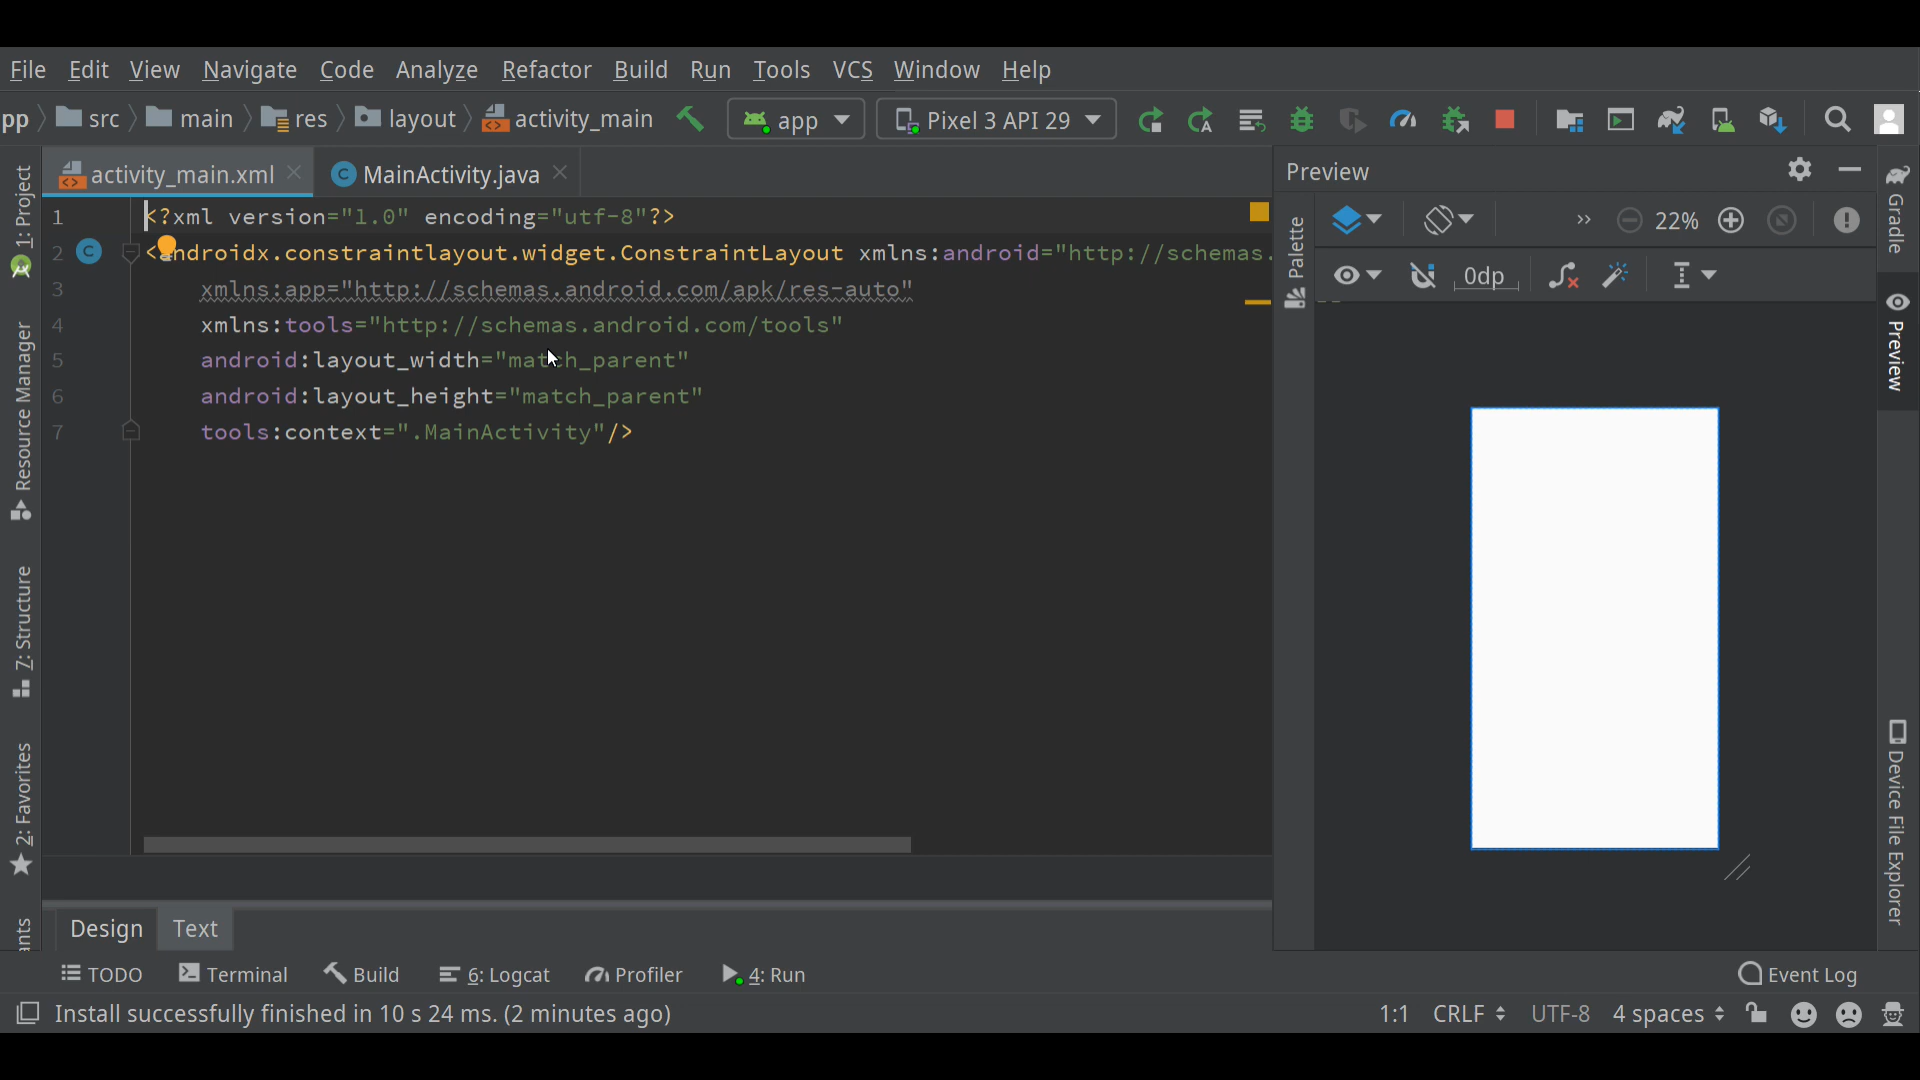 File Edit View Navigate Code Analyze Refactor Build Run Tools VCS Window Help
pp src main res layout activity_main app Pixel 3 API 29
activity_main.xml MainActivity.java
Preview
1: Project
Resource Manager
7: Structure
2: Favorites
1 <?xml version="1.0" encoding="utf-8"?>
2 <androidx.constraintlayout.widget.ConstraintLayout xmlns:android="http://schemas.
3 xmlns:app="http://schemas.android.com/apk/res-auto"
4 xmlns:tools="http://schemas.android.com/tools"
5 android:layout_width="match_parent"
6 android:layout_height="match_parent"
7 tools:context=".MainActivity"/>
Palette
22%
0dp
Gradle
Preview
Device File Explorer
Design Text
TODO Terminal Build 6: Logcat Profiler 4: Run Event Log
Install successfully finished in 10 s 24 ms. (2 minutes ago) 1:1 CRLF UTF-8 4 spaces